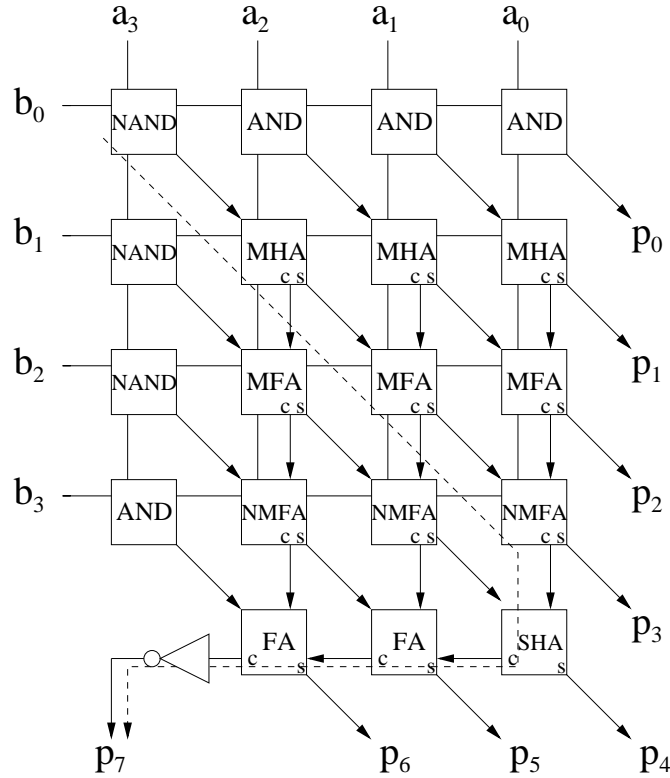 a3 a2 a1 a0
b0 NAND AND AND AND
b1 NAND MHA MHA MHA p0
c s c s c s
b2 NAND MFA MFA MFA p1
c s c s c s
b3 AND NMFA NMFA NMFA p2
c s c s c s
FA FA SHA p3
c s c s c s
p7 p6 p5 p4